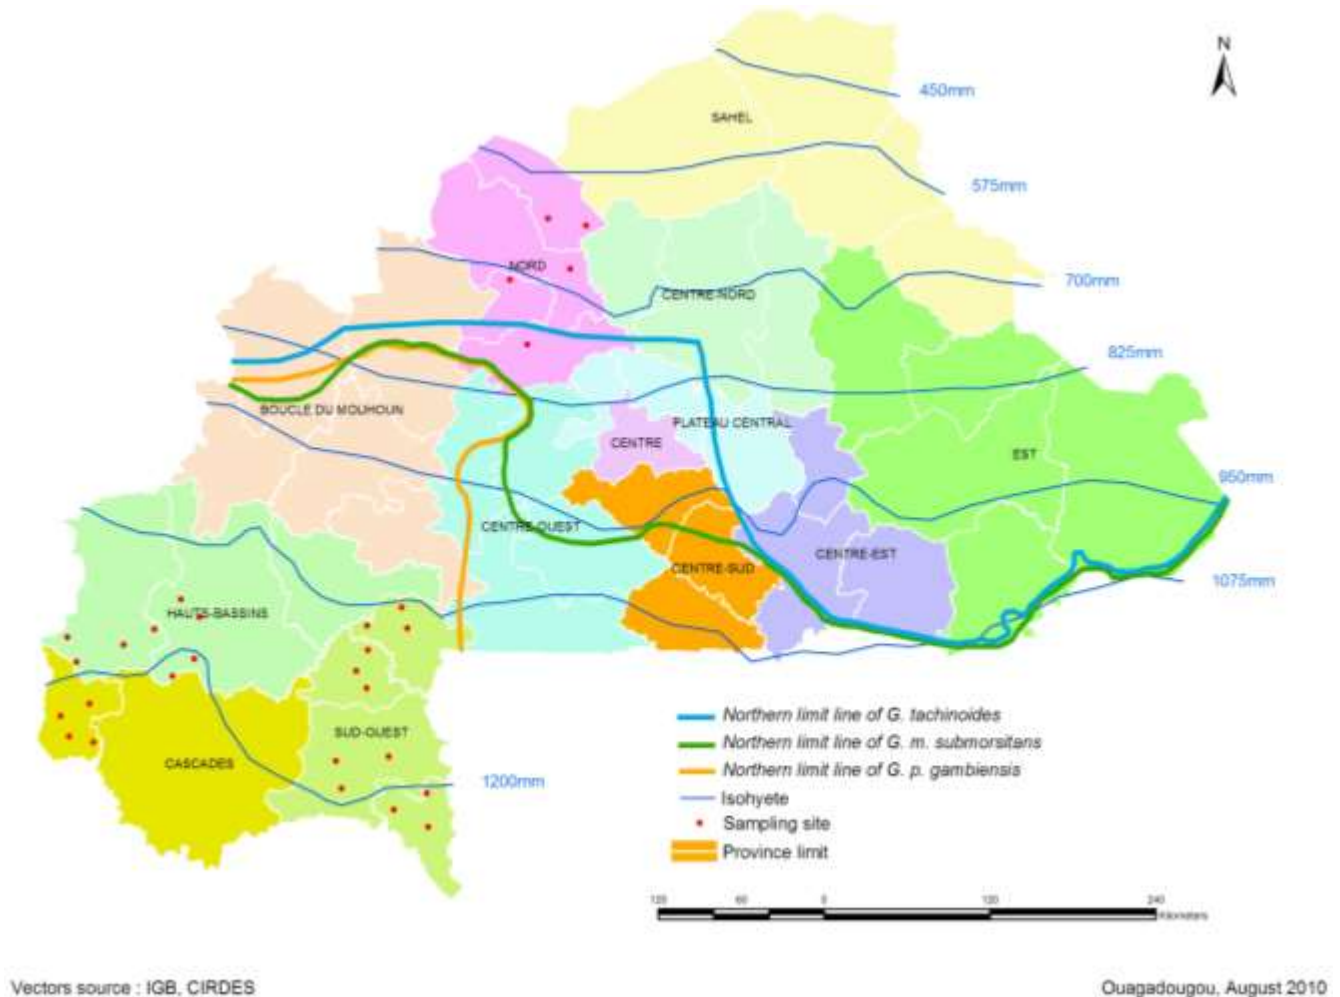 N
450mm
SAHEL
575mm
NORD
700mm
CENTRE-NORD
825mm
BOUCLE DU MOUHOUN
PLATEAU CENTRAL
CENTRE
EST
950mm
CENTRE-OUEST
CENTRE-EST
CENTRE-SUD
1075mm
HAUTS-BASSINS
SUD-OUEST
CASCADES
1200mm
Northern limit line of G. tachinoides
Northern limit line of G. m. submorsitans
Northern limit line of G. p. gambiensis
Isohyete
Sampling site
Province limit
120 60 0 120 240
Kilometers
Vectors source : IGB, CIRDES
Ouagadougou, August 2010